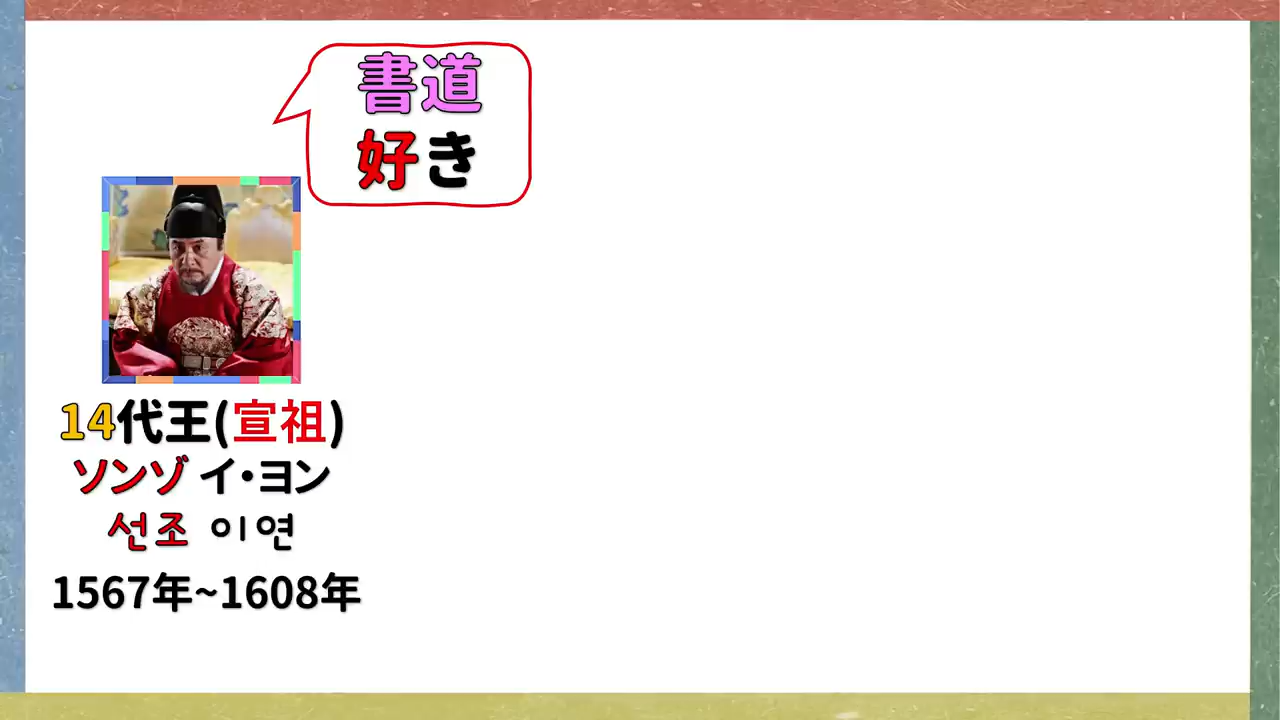 書道
好き
14代王(宣祖)
ソンゾ イ・ヨン
선조 이연
1567年~1608年